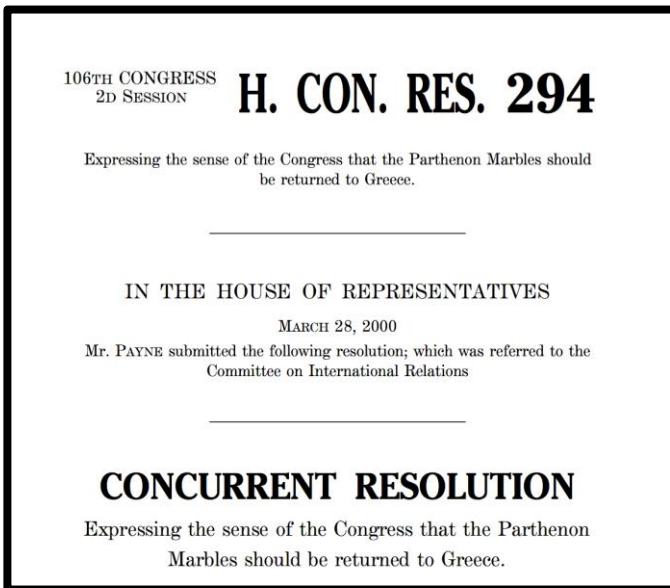 106TH CONGRESS
2D SESSION
H. CON. RES. 294
Expressing the sense of the Congress that the Parthenon Marbles should
be returned to Greece.
IN THE HOUSE OF REPRESENTATIVES
MARCH 28, 2000
Mr. PAYNE submitted the following resolution; which was referred to the
Committee on International Relations
CONCURRENT RESOLUTION
Expressing the sense of the Congress that the Parthenon
Marbles should be returned to Greece.